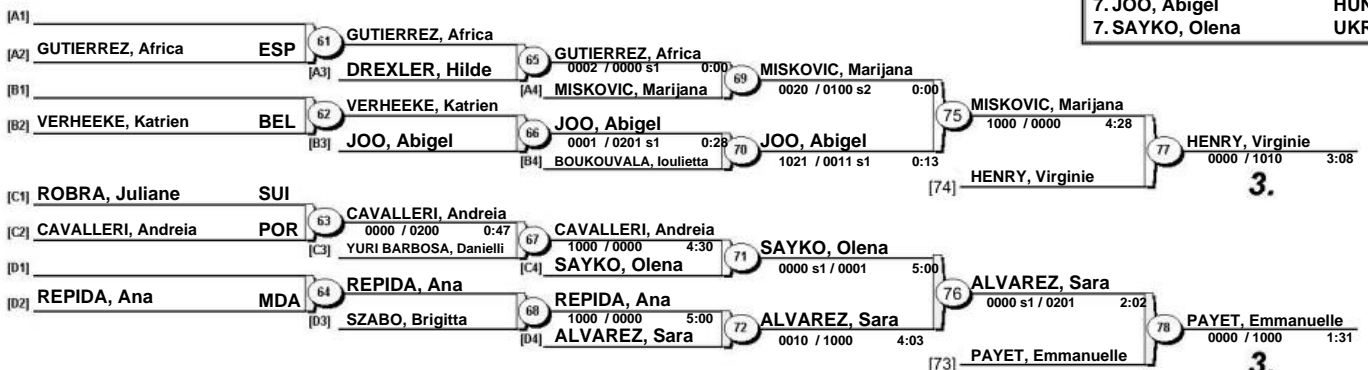 7. JOO, Abigel HUN
7. SAYKO, Olena UKR
[A1]
[A2] GUTIERREZ, Africa ESP
61
GUTIERREZ, Africa
[A3] DREXLER, Hilde
65
GUTIERREZ, Africa
0002 / 0000 s1 0:00
[A4] MISKOVIC, Marijana
69
MISKOVIC, Marijana
0020 / 0100 s2 0:00
[B1]
[B2] VERHEEKE, Katrien BEL
62
VERHEEKE, Katrien
[B3] JOO, Abigel
66
JOO, Abigel
0001 / 0201 s1 0:28
[B4] BOUKOUVALA, Ioulietta
70
JOO, Abigel
1021 / 0011 s1 0:13
75
MISKOVIC, Marijana
1000 / 0000 4:28
[74] HENRY, Virginie
77
HENRY, Virginie
0000 / 1010 3:08
3.
[C1] ROBRA, Juliane SUI
[C2] CAVALLERI, Andreia POR
63
CAVALLERI, Andreia
0000 / 0200 0:47
[C3] YURI BARBOSA, Danielli
67
CAVALLERI, Andreia
1000 / 0000 4:30
[C4] SAYKO, Olena
71
SAYKO, Olena
0000 s1 / 0001 5:00
[D1]
[D2] REPIDA, Ana MDA
64
REPIDA, Ana
[D3] SZABO, Brigitta
68
REPIDA, Ana
1000 / 0000 5:00
[D4] ALVAREZ, Sara
72
ALVAREZ, Sara
0010 / 1000 4:03
76
ALVAREZ, Sara
0000 s1 / 0201 2:02
[73] PAYET, Emmanuelle
78
PAYET, Emmanuelle
0000 / 1000 1:31
3.